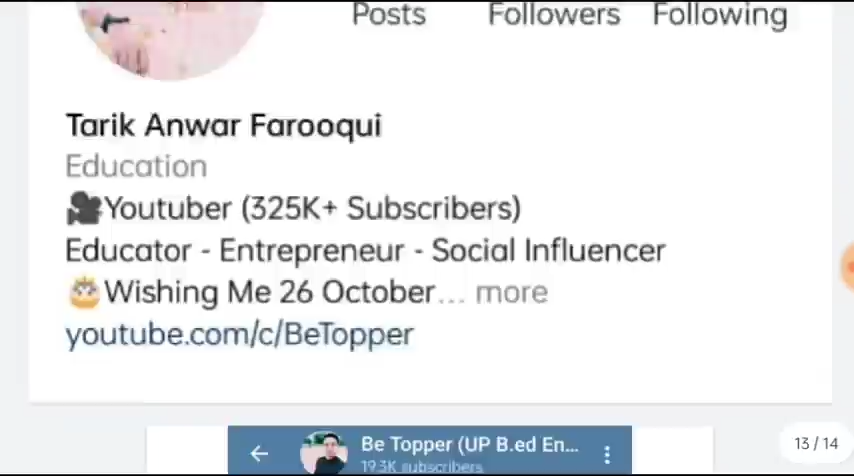 Posts Followers Following
Tarik Anwar Farooqui
Education
🎥Youtuber (325K+ Subscribers)
Educator - Entrepreneur - Social Influencer
🎂Wishing Me 26 October... more
youtube.com/c/BeTopper
Be Topper (UP B.ed En...
19.3K subscribers
13 / 14